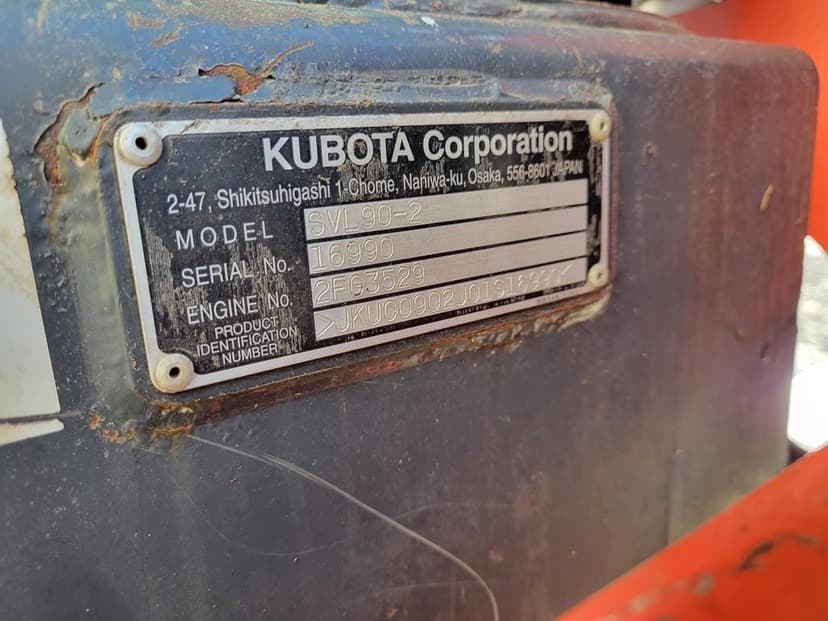 KUBOTA Corporation
2-47, Shikitsuhigashi 1-Chome, Naniwa-ku, Osaka, 556-8601 JAPAN
MODEL SVL90-2
SERIAL No. 16990
ENGINE No. 2FG3529
PRODUCT IDENTIFICATION NUMBER >JKUC0902J01S16990<